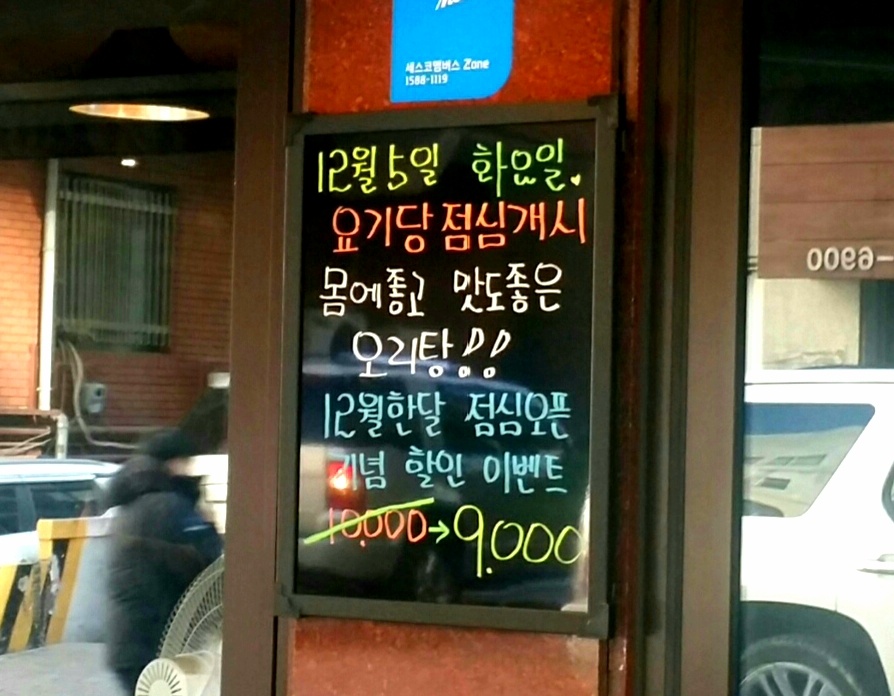 세스코멤버스 Zone
1588-1119
12월 5일 화요일.
요기당 점심개시
몸에좋고 맛도좋은
오리탕!!
12월한달 점심오픈
기념 할인 이벤트
10.000→9.000